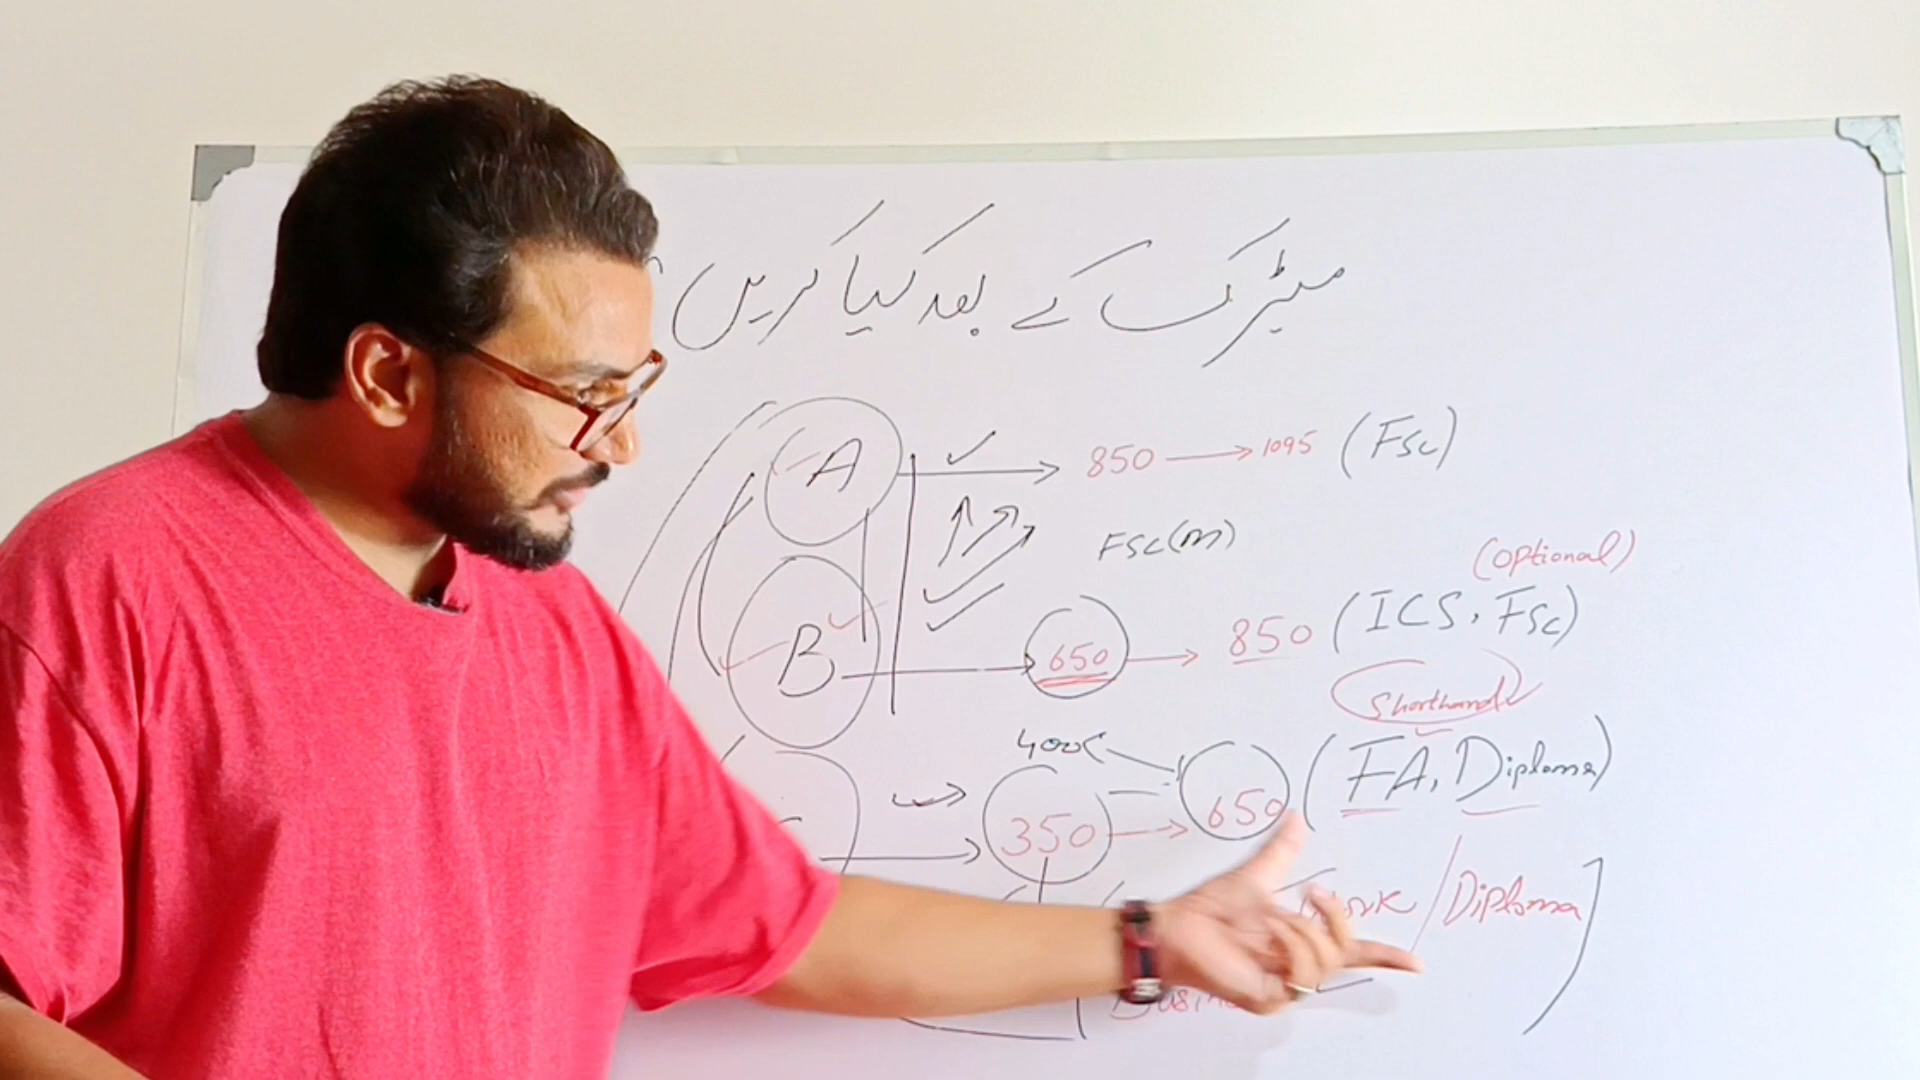 میٹرک کے بعد کیا کریں
A 850 → 1095 (Fsc)
Fsc(m)
(optional)
B 650 → 850 (ICS, Fsc)
Shorthand
400
350 → 650 (FA, Diploma)
/Diploma